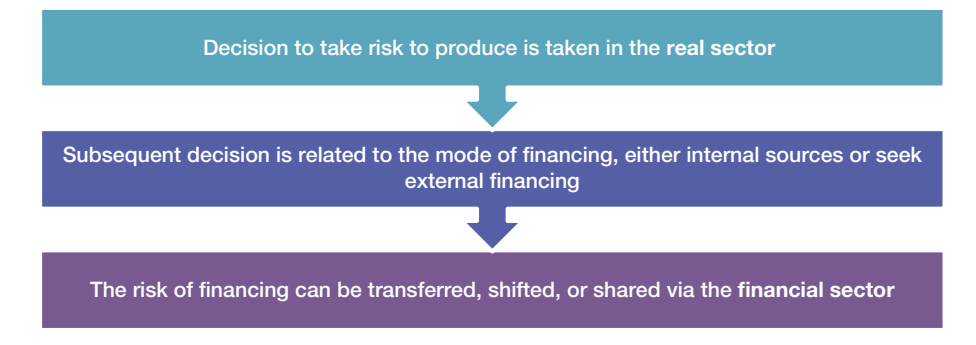 Decision to take risk to produce is taken in the real sector
Subsequent decision is related to the mode of financing, either internal sources or seek
external financing
The risk of financing can be transferred, shifted, or shared via the financial sector